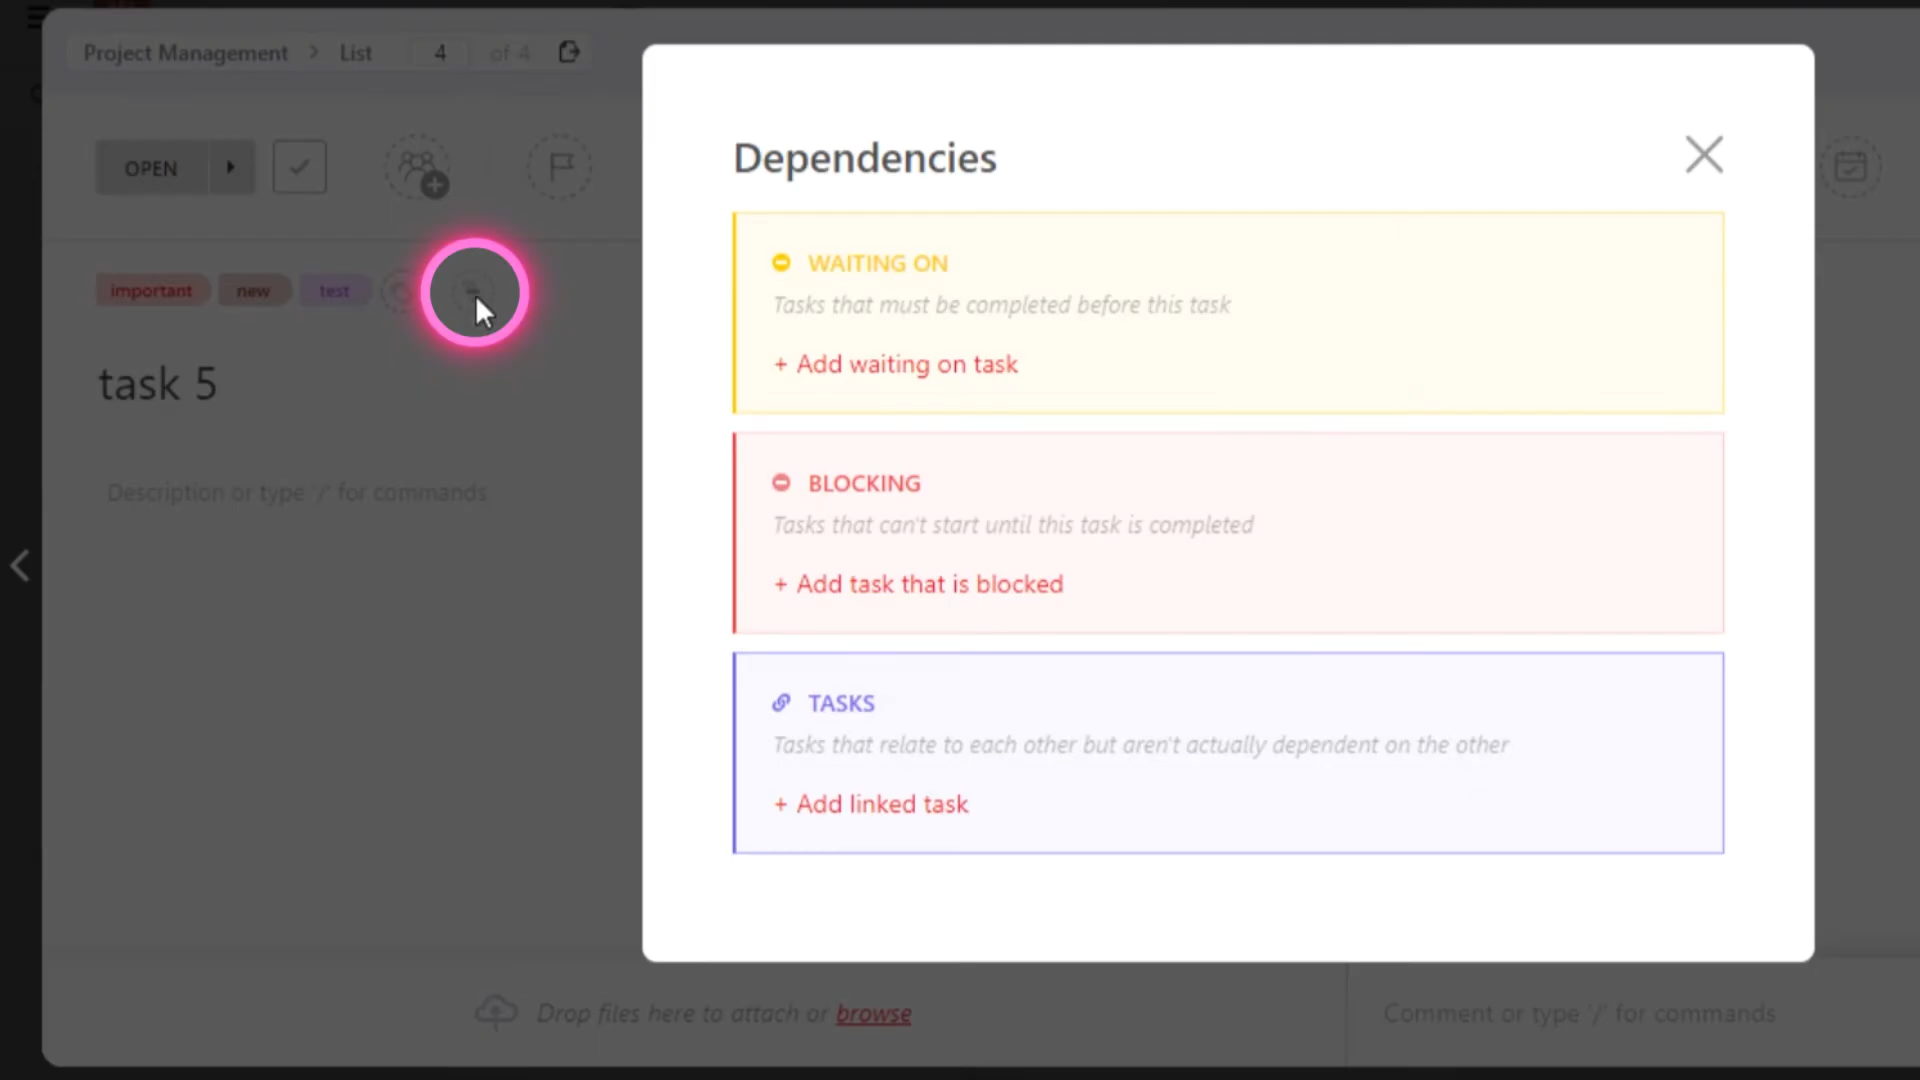 Project Management > List 4 of 4
OPEN
important new test
task 5
Description or type '/' for commands
Dependencies
WAITING ON
Tasks that must be completed before this task
+ Add waiting on task
BLOCKING
Tasks that can't start until this task is completed
+ Add task that is blocked
TASKS
Tasks that relate to each other but aren't actually dependent on the other
+ Add linked task
Drop files here to attach or browse
Comment or type '/' for commands